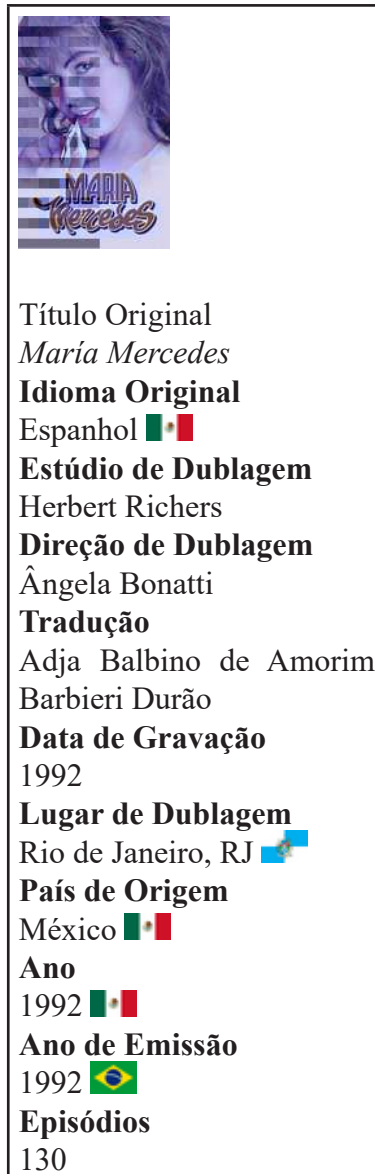 MARIA
Mercedes
Título Original
María Mercedes
Idioma Original
Espanhol
Estúdio de Dublagem
Herbert Richers
Direção de Dublagem
Ângela Bonatti
Tradução
Adja Balbino de Amorim
Barbieri Durão
Data de Gravação
1992
Lugar de Dublagem
Rio de Janeiro, RJ
País de Origem
México
Ano
1992
Ano de Emissão
1992
Episódios
130